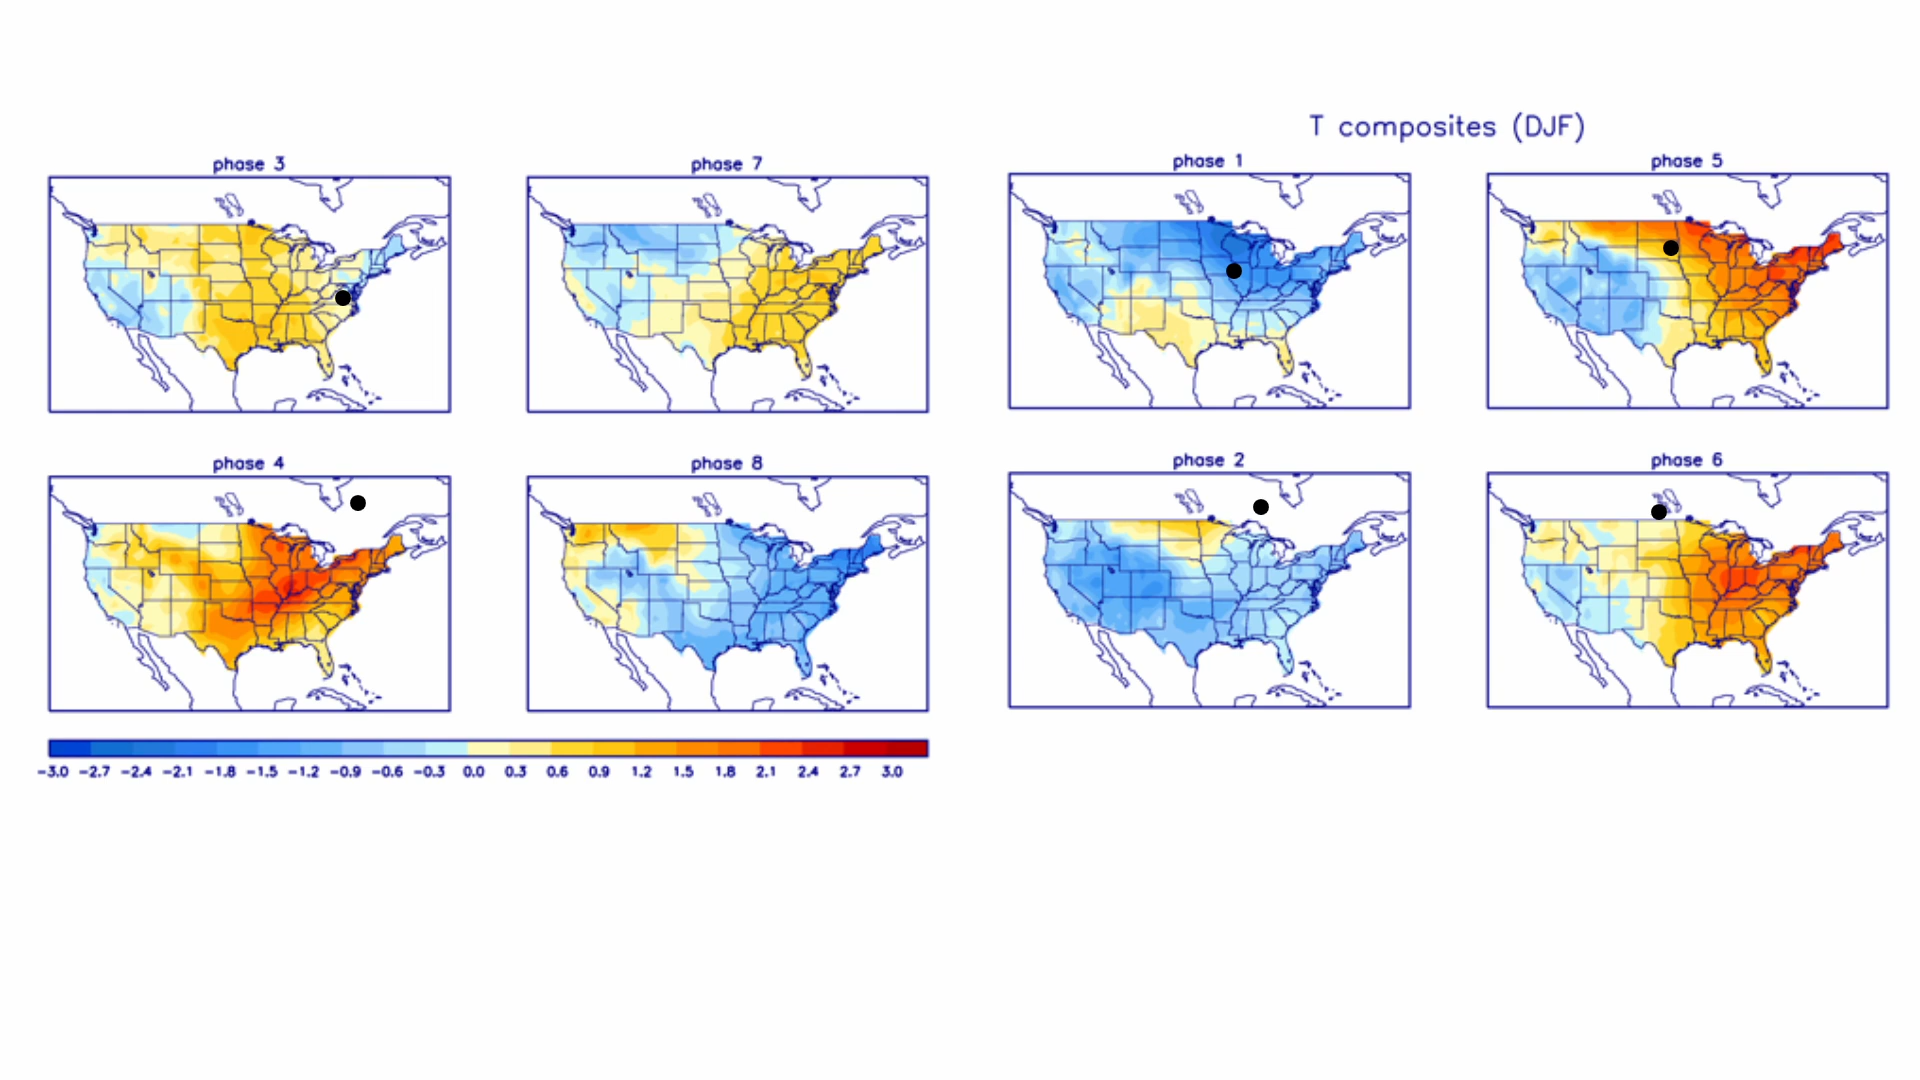 T composites (DJF)
phase 3
phase 7
phase 1
phase 5
phase 4
phase 8
phase 2
phase 6
-3.0 -2.7 -2.4 -2.1 -1.8 -1.5 -1.2 -0.9 -0.6 -0.3 0.0 0.3 0.6 0.9 1.2 1.5 1.8 2.1 2.4 2.7 3.0